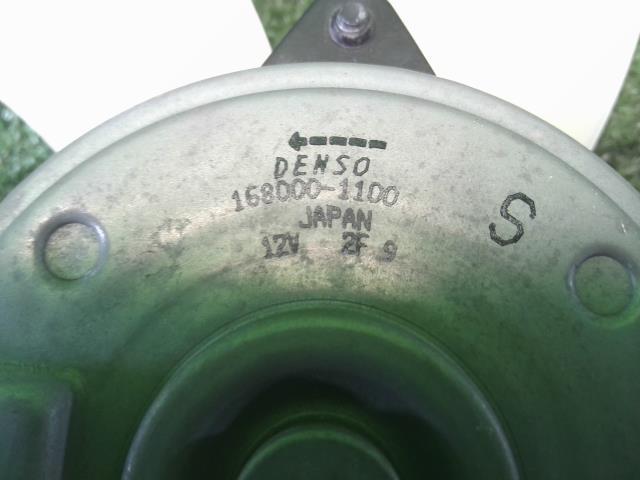 DENSO
168000-1100
JAPAN
12V 2F 9
S